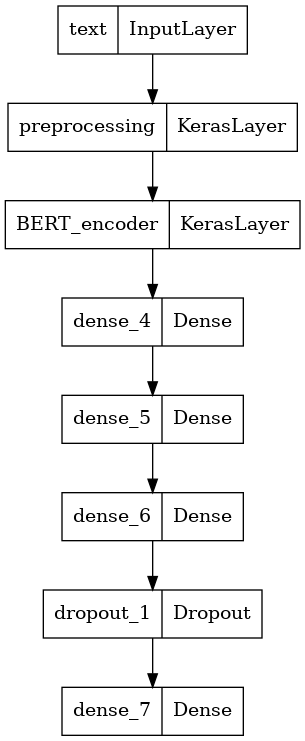 text InputLayer
preprocessing KerasLayer
BERT_encoder KerasLayer
dense_4 Dense
dense_5 Dense
dense_6 Dense
dropout_1 Dropout
dense_7 Dense